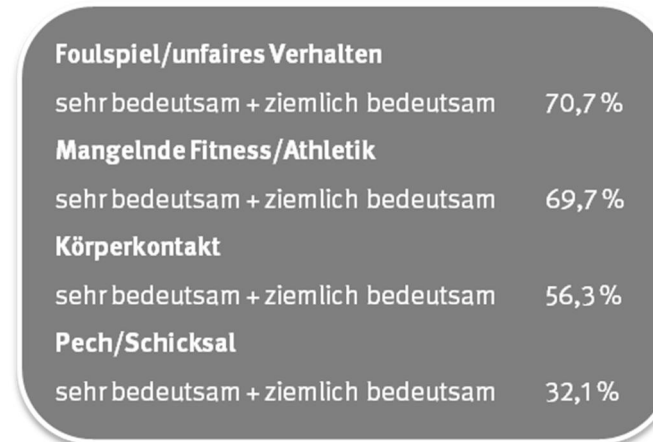 Foulspiel/unfaires Verhalten
sehr bedeutsam + ziemlich bedeutsam 70,7 %
Mangelnde Fitness/Athletik
sehr bedeutsam + ziemlich bedeutsam 69,7 %
Körperkontakt
sehr bedeutsam + ziemlich bedeutsam 56,3 %
Pech/Schicksal
sehr bedeutsam + ziemlich bedeutsam 32,1 %